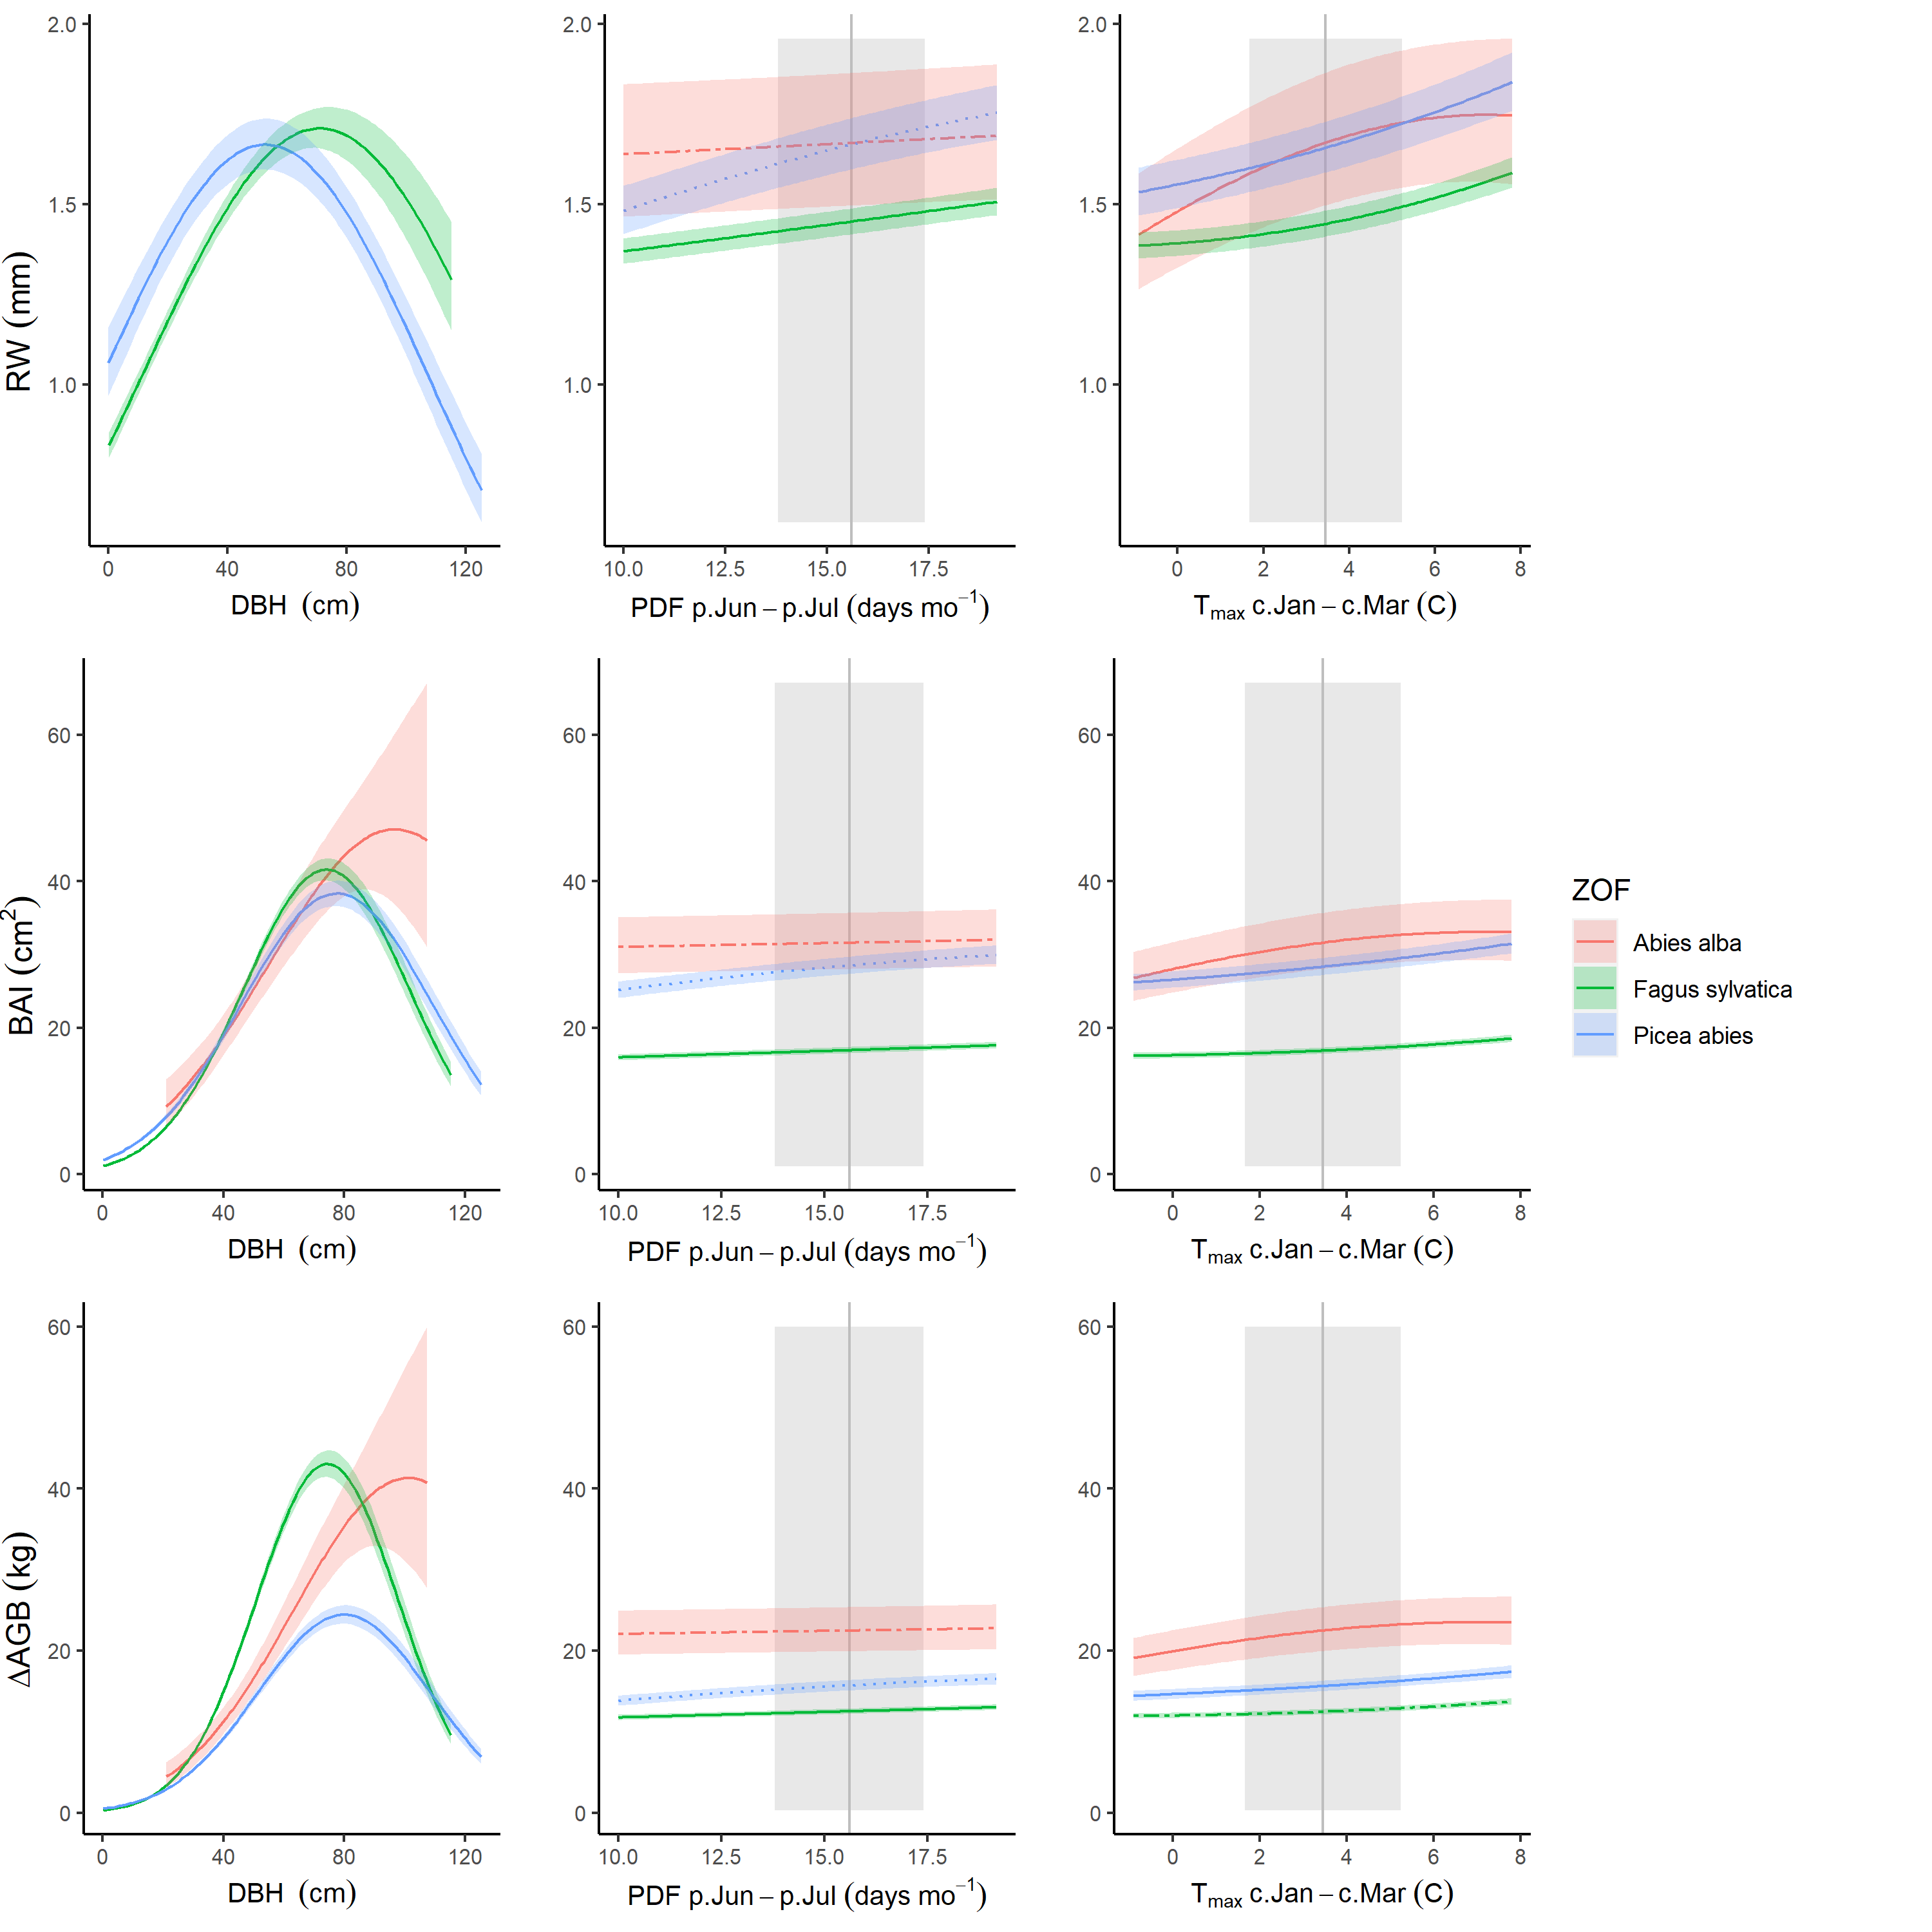 2.0
1.5
1.0
RW (mm)
0 40 80 120
DBH (cm)
2.0
1.5
1.0
10.0 12.5 15.0 17.5
PDF p.Jun – p.Jul (days mo⁻¹)
2.0
1.5
1.0
0 2 4 6 8
Tmax c.Jan – c.Mar (C)
60
40
20
0
BAI (cm²)
0 40 80 120
DBH (cm)
60
40
20
0
10.0 12.5 15.0 17.5
PDF p.Jun – p.Jul (days mo⁻¹)
60
40
20
0
0 2 4 6 8
Tmax c.Jan – c.Mar (C)
ZOF
Abies alba
Fagus sylvatica
Picea abies
60
40
20
0
ΔAGB (kg)
0 40 80 120
DBH (cm)
60
40
20
0
10.0 12.5 15.0 17.5
PDF p.Jun – p.Jul (days mo⁻¹)
60
40
20
0
0 2 4 6 8
Tmax c.Jan – c.Mar (C)